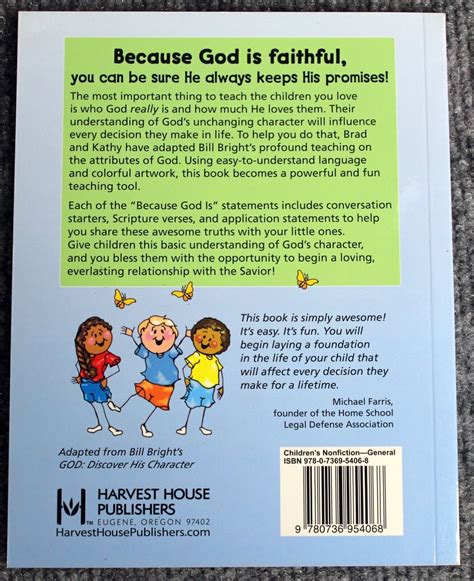 Because God is faithful,
you can be sure He always keeps His promises!
The most important thing to teach the children you love
is who God really is and how much He loves them. Their
understanding of God's unchanging character will influence
every decision they make in life. To help you do that, Brad
and Kathy have adapted Bill Bright's profound teaching on
the attributes of God. Using easy-to-understand language
and colorful artwork, this book becomes a powerful and fun
teaching tool.
Each of the "Because God Is" statements includes conversation
starters, Scripture verses, and application statements to help
you share these awesome truths with your little ones.
Give children this basic understanding of God's character,
and you bless them with the opportunity to begin a loving,
everlasting relationship with the Savior!
This book is simply awesome!
It's easy. It's fun. You will
begin laying a foundation
in the life of your child that
will affect every decision they
make for a lifetime.
Michael Farris,
founder of the Home School
Legal Defense Association
Adapted from Bill Bright's
GOD: Discover His Character
HARVEST HOUSE
PUBLISHERS
TM EUGENE, OREGON 97402
HarvestHousePublishers.com
Children's Nonfiction—General
ISBN 978-0-7369-5406-8
9 780736 954068